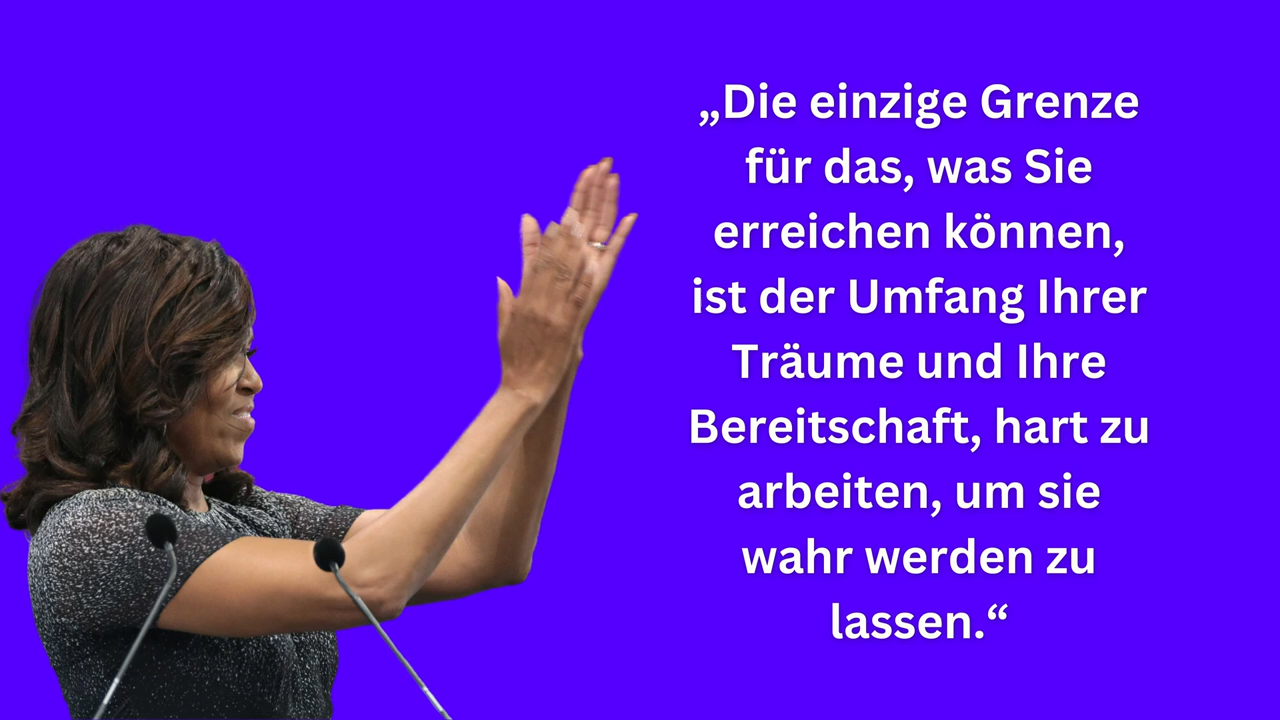 „Die einzige Grenze
für das, was Sie
erreichen können,
ist der Umfang Ihrer
Träume und Ihre
Bereitschaft, hart zu
arbeiten, um sie
wahr werden zu
lassen.“